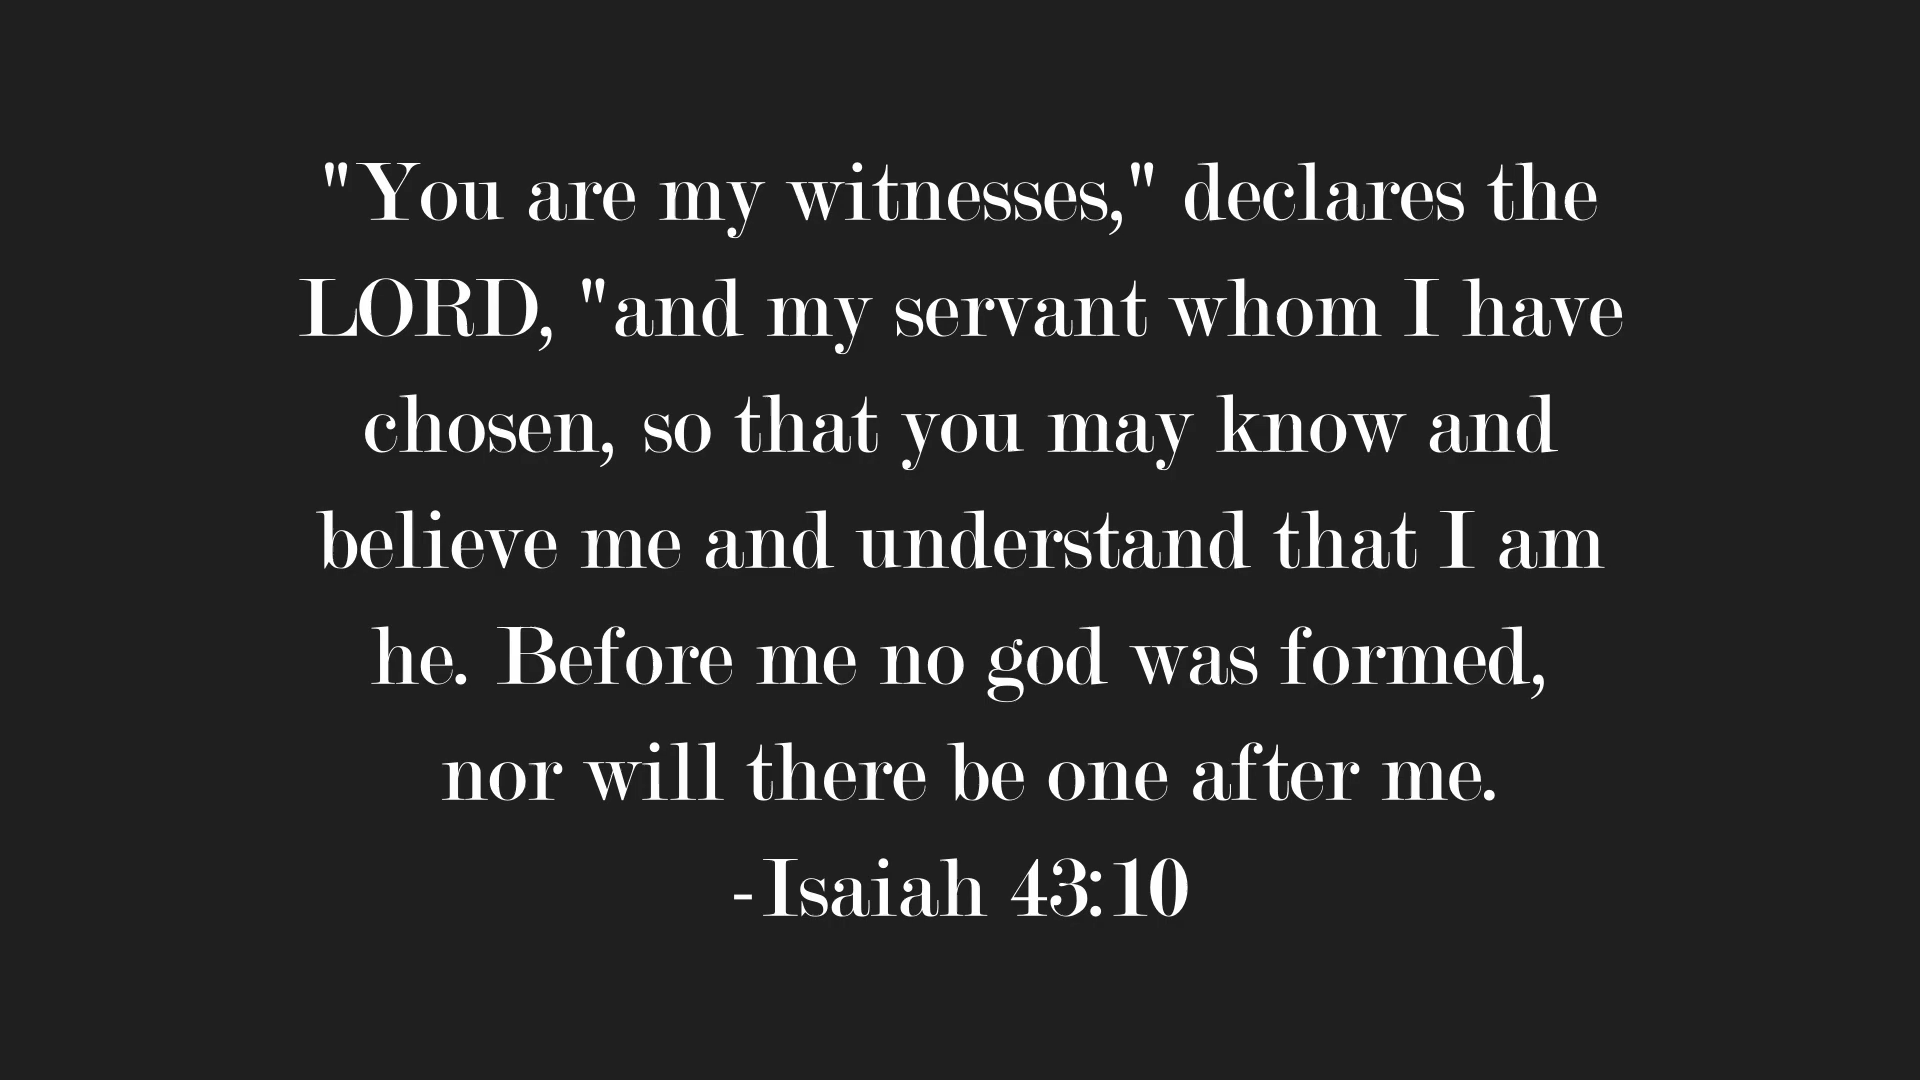 "You are my witnesses," declares the
LORD, "and my servant whom I have
chosen, so that you may know and
believe me and understand that I am
he. Before me no god was formed,
nor will there be one after me.
-Isaiah 43:10